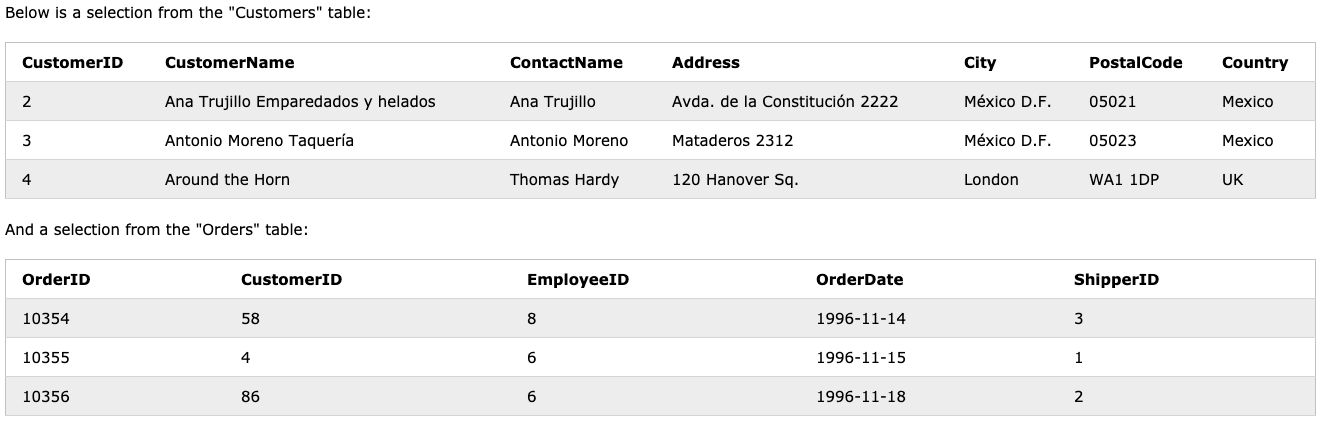 Below is a selection from the "Customers" table:
CustomerID CustomerName ContactName Address City PostalCode Country
2 Ana Trujillo Emparedados y helados Ana Trujillo Avda. de la Constitución 2222 México D.F. 05021 Mexico
3 Antonio Moreno Taquería Antonio Moreno Mataderos 2312 México D.F. 05023 Mexico
4 Around the Horn Thomas Hardy 120 Hanover Sq. London WA1 1DP UK
And a selection from the "Orders" table:
OrderID CustomerID EmployeeID OrderDate ShipperID
10354 58 8 1996-11-14 3
10355 4 6 1996-11-15 1
10356 86 6 1996-11-18 2